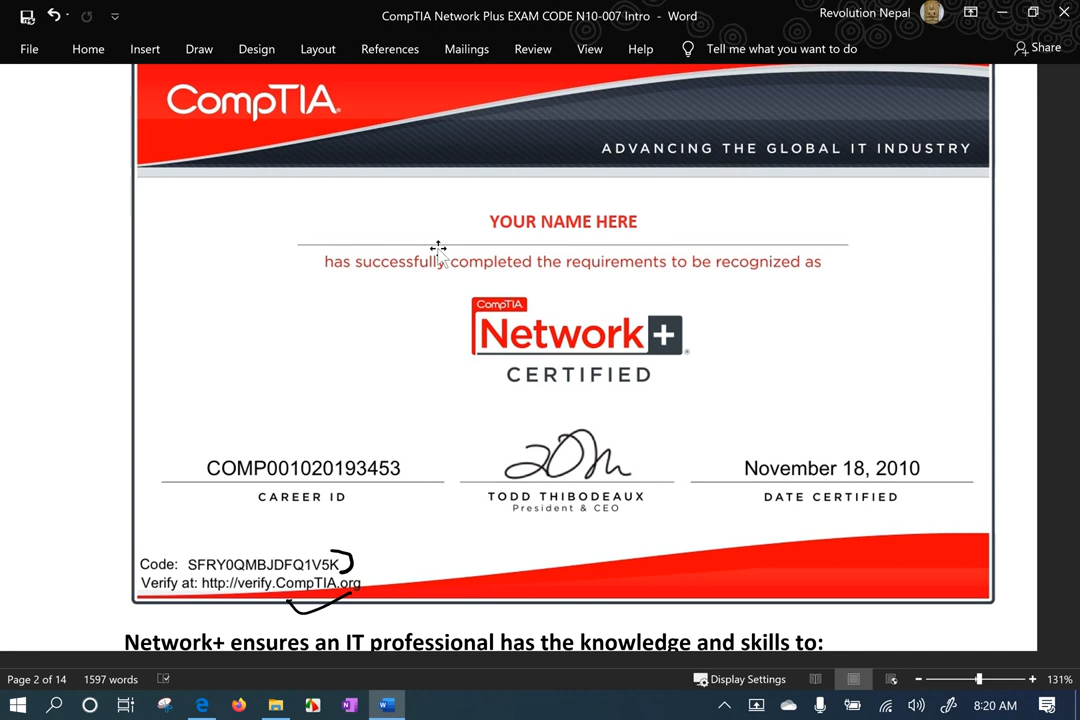 CompTIA Network Plus EXAM CODE N10-007 Intro - Word
Revolution Nepal
File Home Insert Draw Design Layout References Mailings Review View Help Tell me what you want to do Share
CompTIA.
ADVANCING THE GLOBAL IT INDUSTRY
YOUR NAME HERE
has successfully completed the requirements to be recognized as
CompTIA
Network+
CERTIFIED
COMP001020193453
November 18, 2010
CAREER ID
TODD THIBODEAUX
DATE CERTIFIED
President & CEO
Code: SFRY0QMBJDFQ1V5K
Verify at: http://verify.CompTIA.org
Network+ ensures an IT professional has the knowledge and skills to:
Page 2 of 14 1597 words Display Settings 131%
8:20 AM